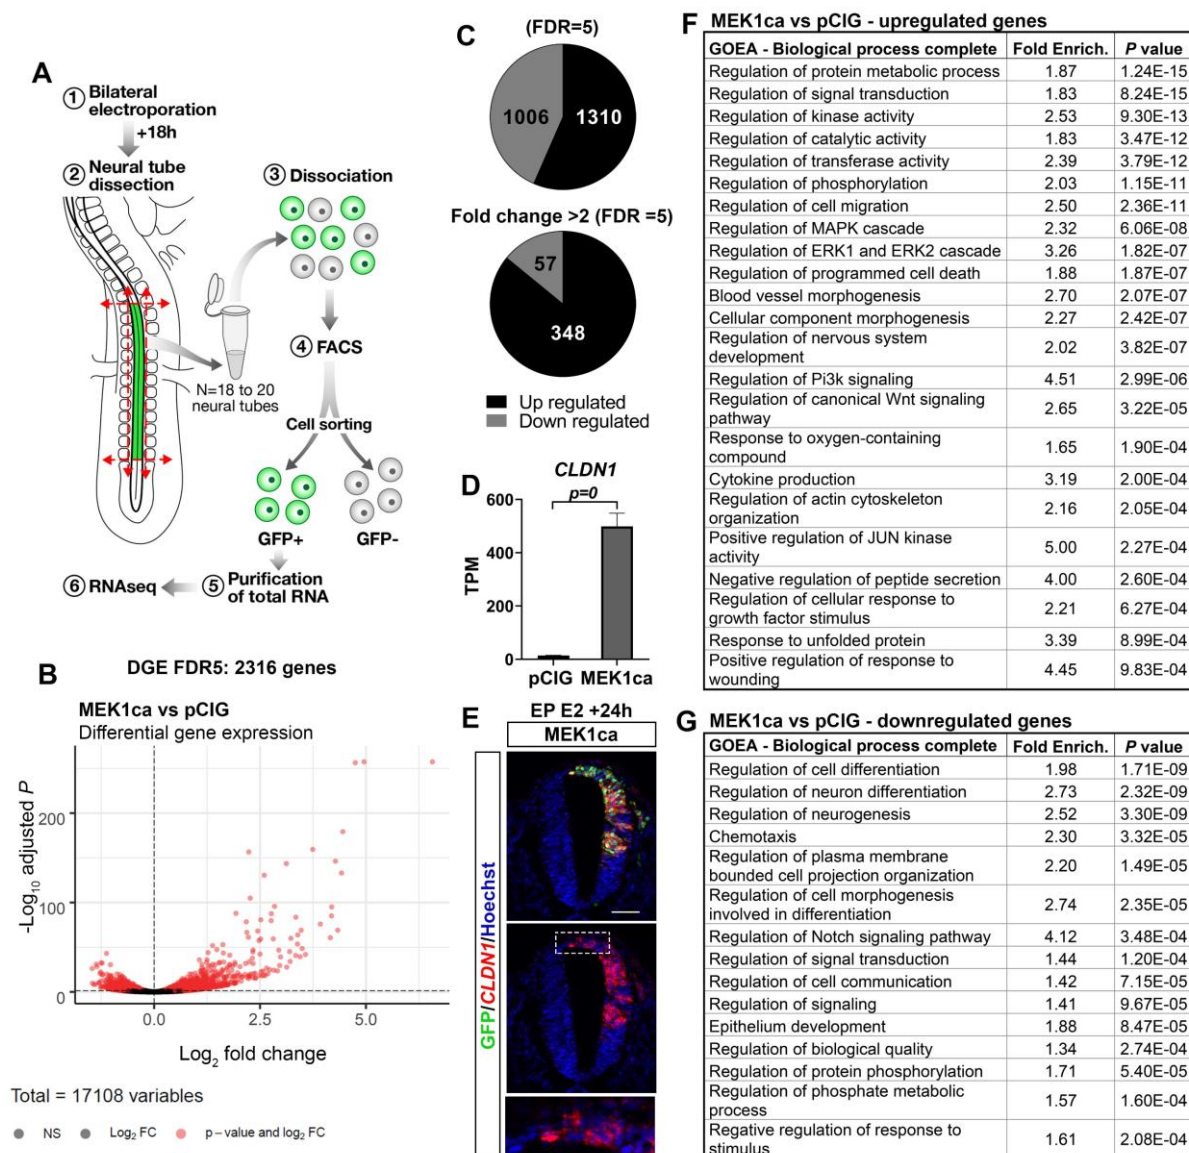 A
① Bilateral
electroporation
+18h
② Neural tube
dissection
③ Dissociation
N=18 to 20
neural tubes
④ FACS
Cell sorting
GFP+
GFP-
⑤ Purification
of total RNA
⑥ RNAseq
B
DGE FDR5: 2316 genes
MEK1ca vs pCIG
Differential gene expression
-Log10 adjusted P
200
100
0
0.0
2.5
5.0
Log2 fold change
Total = 17108 variables
NS
Log2 FC
p – value and log2 FC
C
(FDR=5)
1006
1310
Fold change >2 (FDR =5)
57
348
Up regulated
Down regulated
D
CLDN1
p=0
TPM
600
400
200
0
pCIG MEK1ca
E
EP E2 +24h
MEK1ca
GFP/CLDN1/Hoechst
F MEK1ca vs pCIG - upregulated genes
GOEA - Biological process complete Fold Enrich. P value
Regulation of protein metabolic process 1.87 1.24E-15
Regulation of signal transduction 1.83 8.24E-15
Regulation of kinase activity 2.53 9.30E-13
Regulation of catalytic activity 1.83 3.47E-12
Regulation of transferase activity 2.39 3.79E-12
Regulation of phosphorylation 2.03 1.15E-11
Regulation of cell migration 2.50 2.36E-11
Regulation of MAPK cascade 2.32 6.06E-08
Regulation of ERK1 and ERK2 cascade 3.26 1.82E-07
Regulation of programmed cell death 1.88 1.87E-07
Blood vessel morphogenesis 2.70 2.07E-07
Cellular component morphogenesis 2.27 2.42E-07
Regulation of nervous system
development 2.02 3.82E-07
Regulation of Pi3k signaling 4.51 2.99E-06
Regulation of canonical Wnt signaling
pathway 2.65 3.22E-05
Response to oxygen-containing
compound 1.65 1.90E-04
Cytokine production 3.19 2.00E-04
Regulation of actin cytoskeleton
organization 2.16 2.05E-04
Positive regulation of JUN kinase
activity 5.00 2.27E-04
Negative regulation of peptide secretion 4.00 2.60E-04
Regulation of cellular response to
growth factor stimulus 2.21 6.27E-04
Response to unfolded protein 3.39 8.99E-04
Positive regulation of response to
wounding 4.45 9.83E-04
G MEK1ca vs pCIG - downregulated genes
GOEA - Biological process complete Fold Enrich. P value
Regulation of cell differentiation 1.98 1.71E-09
Regulation of neuron differentiation 2.73 2.32E-09
Regulation of neurogenesis 2.52 3.30E-09
Chemotaxis 2.30 3.32E-05
Regulation of plasma membrane
bounded cell projection organization 2.20 1.49E-05
Regulation of cell morphogenesis
involved in differentiation 2.74 2.35E-05
Regulation of Notch signaling pathway 4.12 3.48E-04
Regulation of signal transduction 1.44 1.20E-04
Regulation of cell communication 1.42 7.15E-05
Regulation of signaling 1.41 9.67E-05
Epithelium development 1.88 8.47E-05
Regulation of biological quality 1.34 2.74E-04
Regulation of protein phosphorylation 1.71 5.40E-05
Regulation of phosphate metabolic
process 1.57 1.60E-04
Regative regulation of response to
stimulus 1.61 2.08E-04